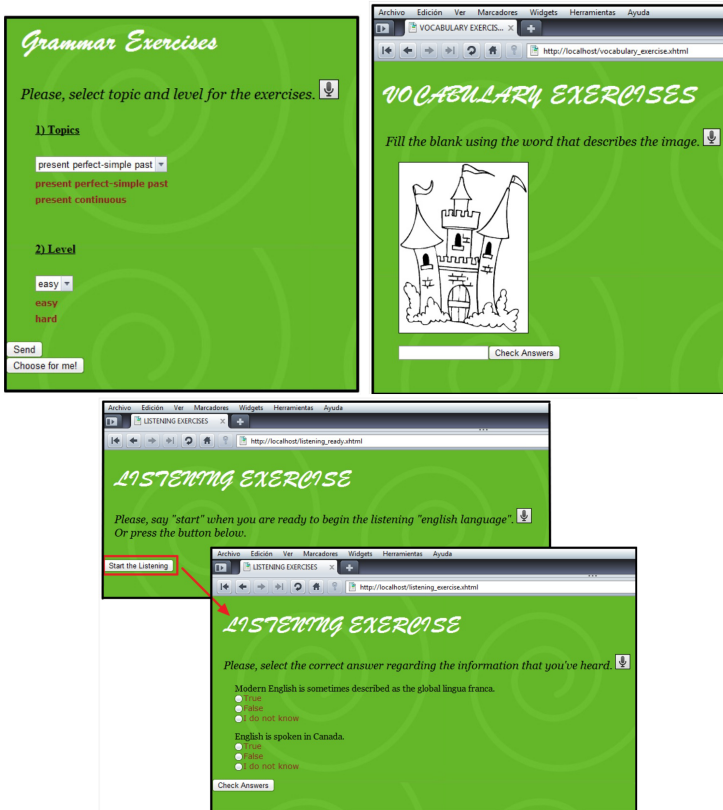 Grammar Exercises
Please, select topic and level for the exercises.
1) Topics
present perfect-simple past
present perfect-simple past
present continuous
2) Level
easy
easy
hard
Send
Choose for me!
Archivo Edición Ver Marcadores Widgets Herramientas Ayuda
VOCABULARY EXERCIS...
http://localhost/vocabulary_exercise.xhtml
VOCABULARY EXERCISES
Fill the blank using the word that describes the image.
Check Answers
Archivo Edición Ver Marcadores Widgets Herramientas Ayuda
LISTENING EXERCISES
http://localhost/listening_ready.xhtml
LISTENING EXERCISE
Please, say "start" when you are ready to begin the listening "english language".
Or press the button below.
Start the Listening
Archivo Edición Ver Marcadores Widgets Herramientas Ayuda
LISTENING EXERCISES
http://localhost/listening_exercise.xhtml
LISTENING EXERCISE
Please, select the correct answer regarding the information that you've heard.
Modern English is sometimes described as the global lingua franca.
True
False
I do not know
English is spoken in Canada.
True
False
I do not know
Check Answers